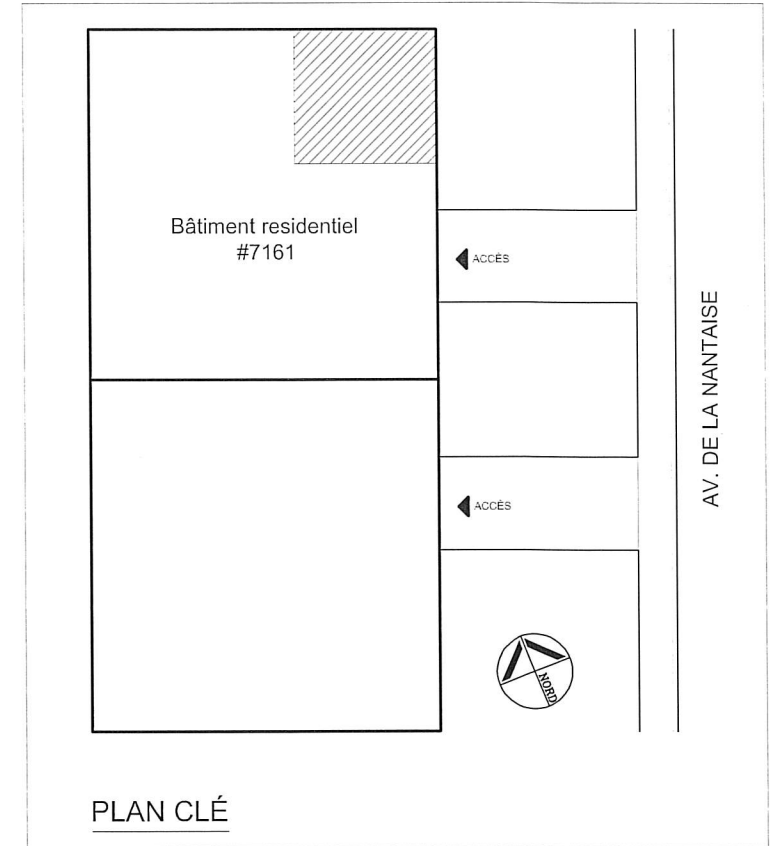 Bâtiment residentiel
#7161
ACCÈS
AV. DE LA NANTAISE
ACCÈS
NORD
PLAN CLÉ